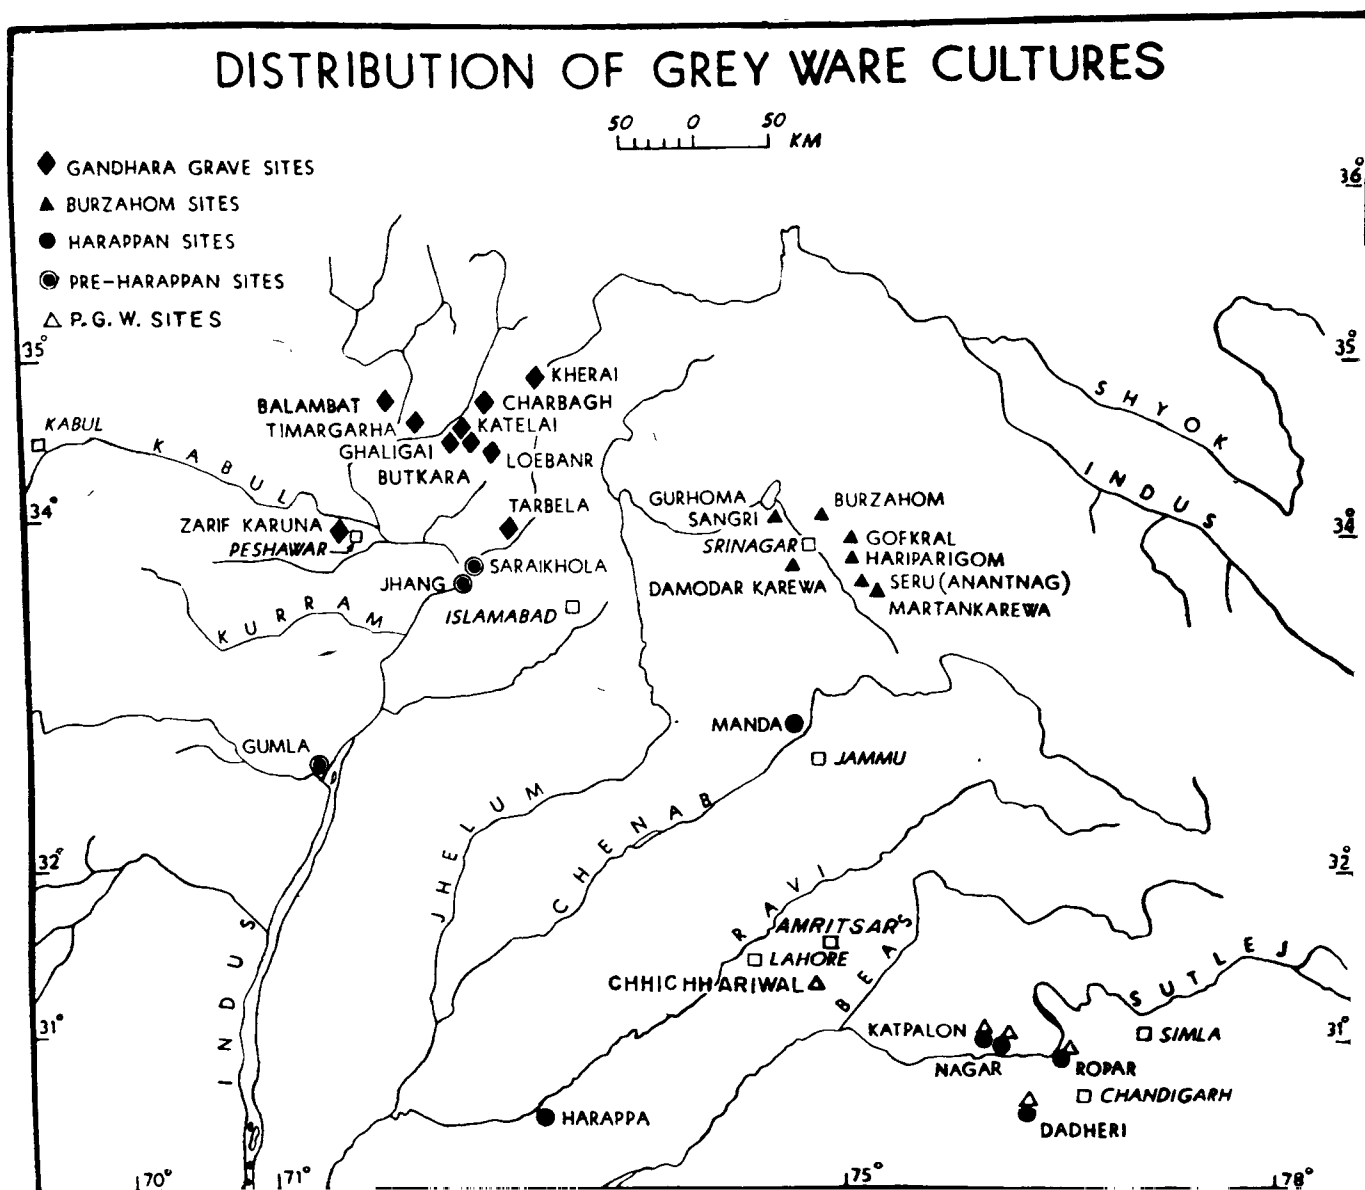 DISTRIBUTION OF GREY WARE CULTURES
50 0 50 KM
GANDHARA GRAVE SITES
BURZAHOM SITES
HARAPPAN SITES
PRE-HARAPPAN SITES
P.G.W. SITES
36°
35°
35°
KHERAI
BALAMBAT
CHARBAGH
SHYOK
KABUL
TIMARGARHA
KATELAI
GHALIGAI
LOEBANR
KABUL
BUTKARA
INDUS
34°
TARBELA
GURHOMA
BURZAHOM
SANGRI
34°
ZARIF KARUNA
PESHAWAR
SRINAGAR
GOFKRAL
HARIPARIGOM
SARAIKHOLA
JHANG
DAMODAR KAREWA
SERU (ANANTNAG)
MARTANKAREWA
ISLAMABAD
KURRAM
MANDA
GUMLA
JAMMU
JHELUM
CHENAB
32°
32°
RAVI
AMRITSAR
LAHORE
BEAS
CHHICHHARIWAL
SUTLEJ
INDUS
31°
KATPALON
SIMLA
31°
NAGAR
ROPAR
CHANDIGARH
HARAPPA
DADHERI
70°
71°
75°
78°